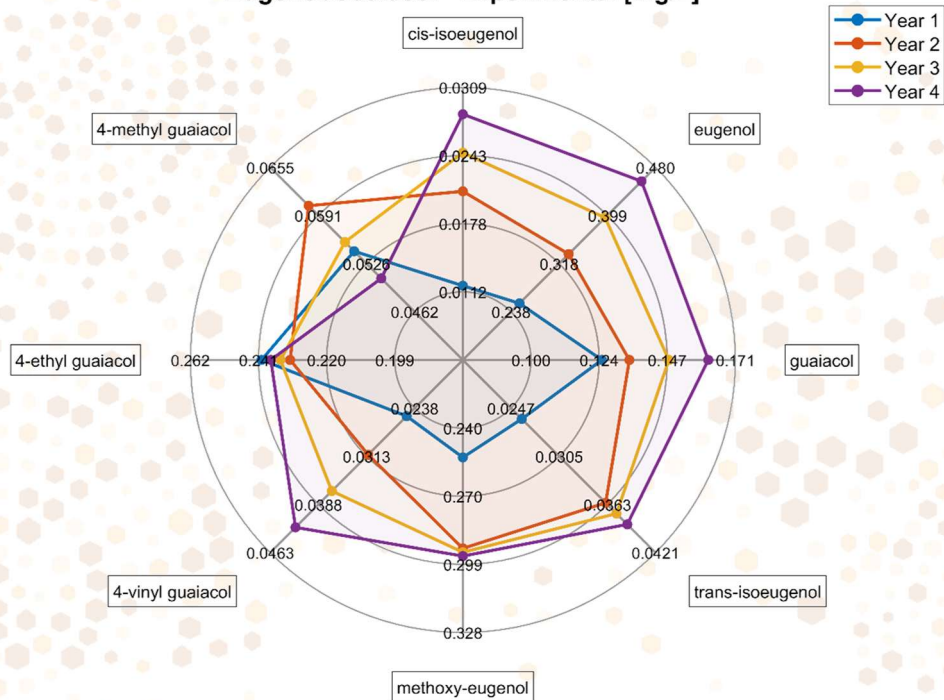 cis-isoeugenol
Year 1
Year 2
Year 3
Year 4
0.0309
4-methyl guaiacol
eugenol
0.0655
0.0243
0.480
0.0591
0.399
0.0178
0.0526
0.318
0.0112
0.0462
0.238
4-ethyl guaiacol
0.262
0.241
0.220
0.199
0.100
0.124
0.147
0.171
guaiacol
0.0238
0.0247
0.240
0.0313
0.0305
0.270
0.0388
0.0363
0.0463
0.299
0.0421
4-vinyl guaiacol
trans-isoeugenol
0.328
methoxy-eugenol